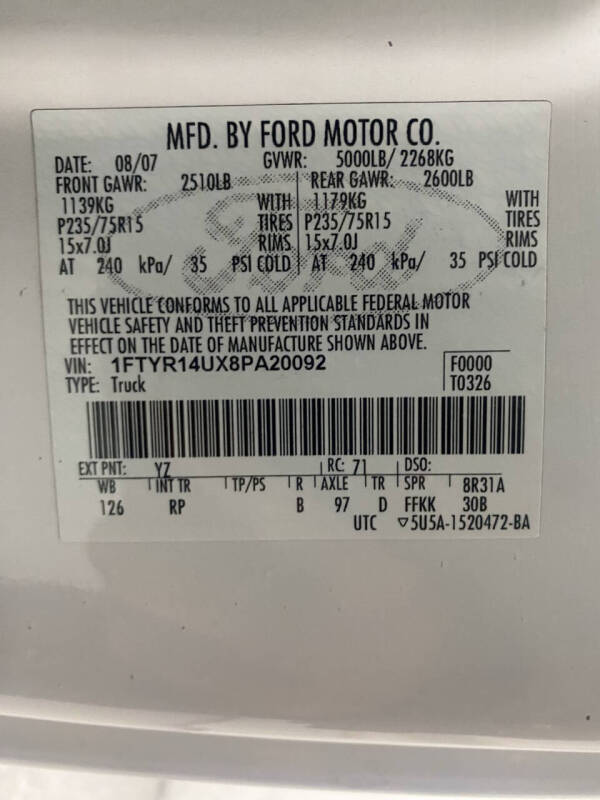 MFD. BY FORD MOTOR CO.
DATE: 08/07 GVWR: 5000LB/ 2268KG
FRONT GAWR: 2510LB REAR GAWR: 2600LB
1139KG WITH 1179KG WITH
P235/75R15 TIRES P235/75R15 TIRES
15x7.0J RIMS 15x7.0J RIMS
AT 240 kPa/ 35 PSI COLD AT 240 kPa/ 35 PSI COLD
Ford
THIS VEHICLE CONFORMS TO ALL APPLICABLE FEDERAL MOTOR
VEHICLE SAFETY AND THEFT PREVENTION STANDARDS IN
EFFECT ON THE DATE OF MANUFACTURE SHOWN ABOVE.
VIN: 1FTYR14UX8PA20092 F0000
TYPE: Truck T0326
EXT PNT: YZ RC: 71 DSO:
WB INT TR TP/PS R AXLE TR SPR 8R31A
126 RP B 97 D FFKK 30B
UTC ▽5U5A-1520472-BA